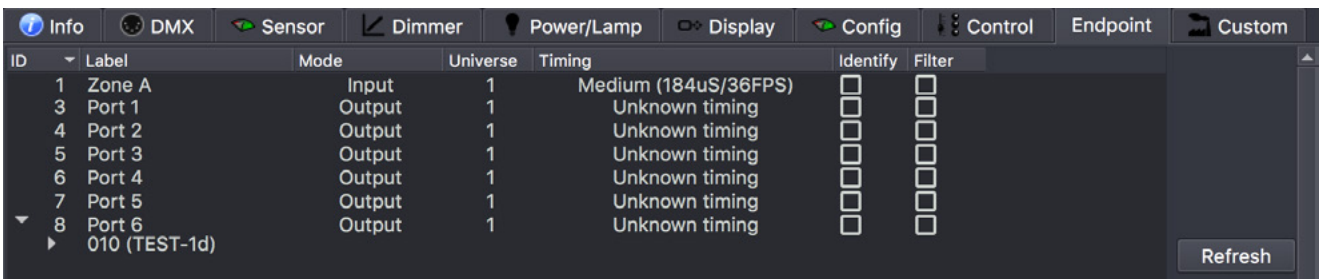 Info DMX Sensor Dimmer Power/Lamp Display Config Control Endpoint Custom
ID Label Mode Universe Timing Identify Filter
1 Zone A Input 1 Medium (184uS/36FPS)
3 Port 1 Output 1 Unknown timing
4 Port 2 Output 1 Unknown timing
5 Port 3 Output 1 Unknown timing
6 Port 4 Output 1 Unknown timing
7 Port 5 Output 1 Unknown timing
8 Port 6 Output 1 Unknown timing
010 (TEST-1d)
Refresh